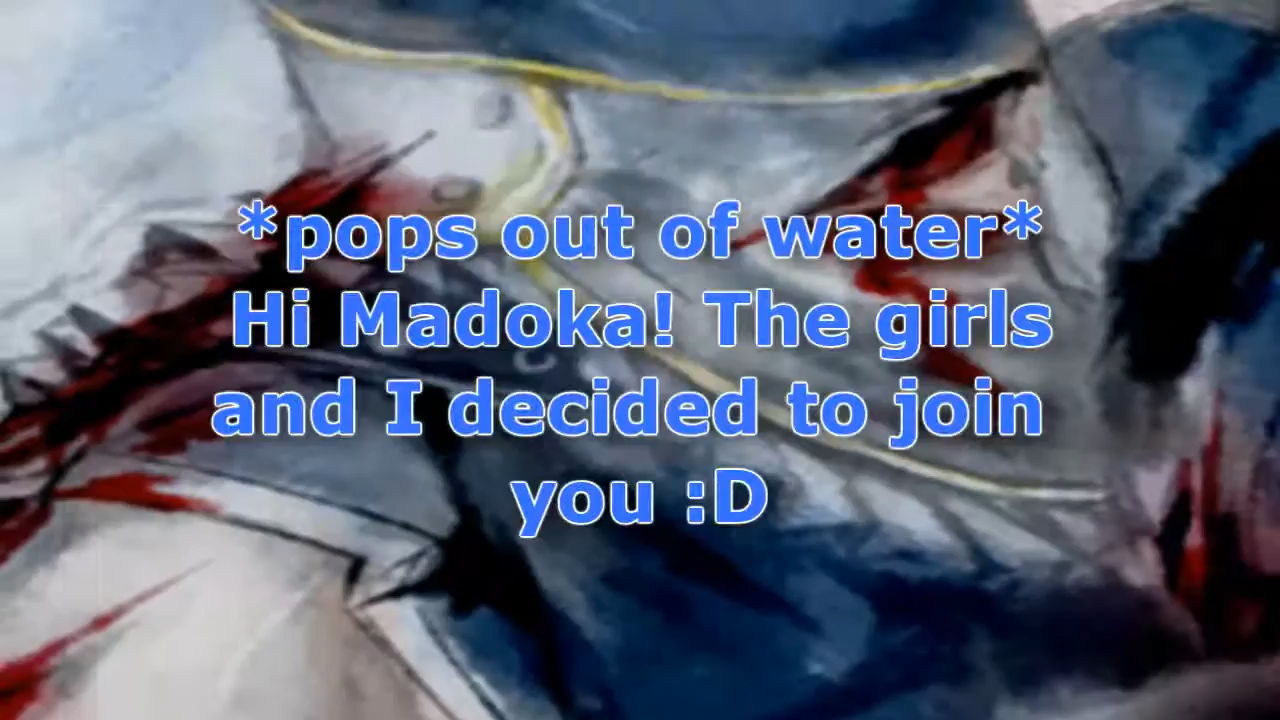 *pops out of water*
Hi Madoka! The girls
and I decided to join
you :D